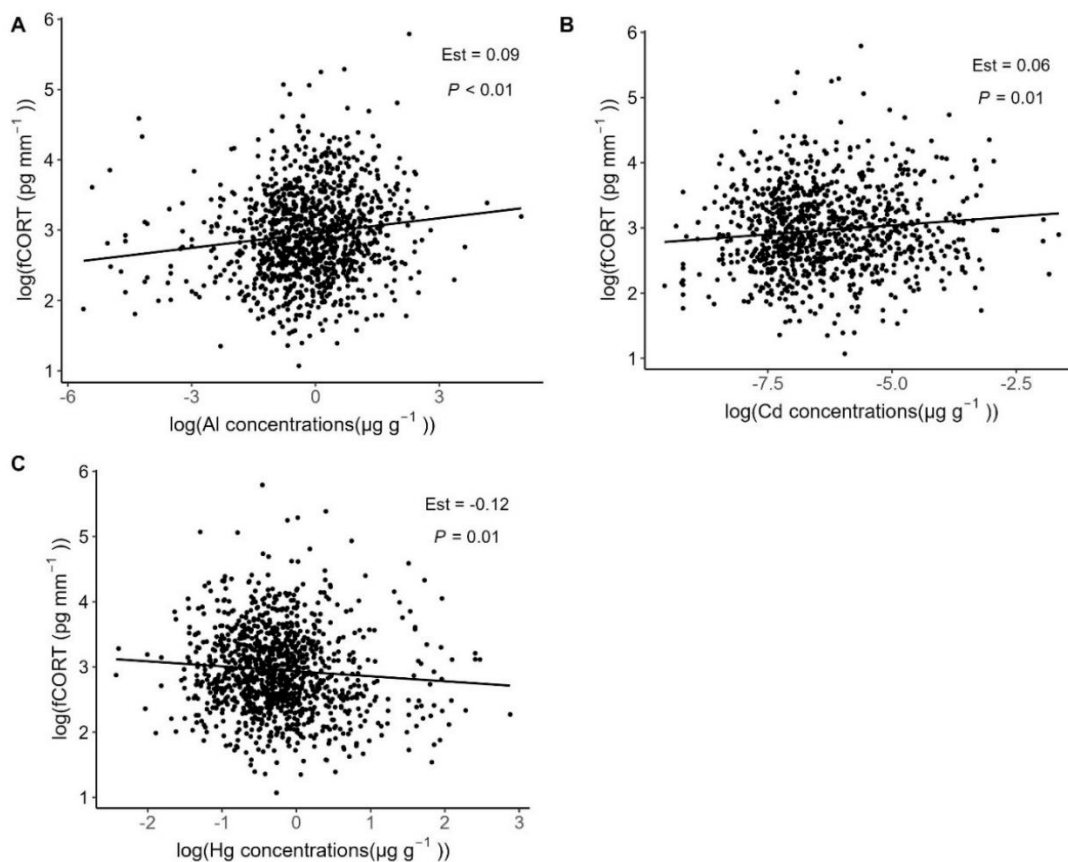 A
Est = 0.09
P < 0.01
log(fCORT (pg mm⁻¹ ))
6
5
4
3
2
1
-6
-3
0
3
log(Al concentrations(µg g⁻¹ ))
B
Est = 0.06
P = 0.01
log(fCORT (pg mm⁻¹ ))
6
5
4
3
2
1
-7.5
-5.0
-2.5
log(Cd concentrations(µg g⁻¹ ))
C
Est = -0.12
P = 0.01
log(fCORT (pg mm⁻¹ ))
6
5
4
3
2
1
-2
-1
0
1
2
3
log(Hg concentrations(µg g⁻¹ ))